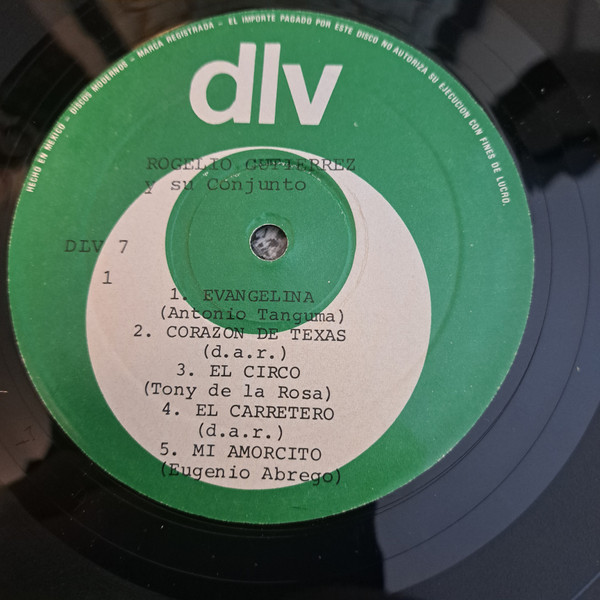 HECHO EN MEXICO - DISCOS MODERNOS - MARCA REGISTRADA - EL IMPORTE PAGADO POR ESTE DISCO NO AUTORIZA SU EJECUCION CON FINES DE LUCRO.
dlv
ROGELIO GUTIERREZ
y su Conjunto
DLV 7
1
1. EVANGELINA
(Antonio Tanguma)
2. CORAZON DE TEXAS
(d.a.r.)
3. EL CIRCO
(Tony de la Rosa)
4. EL CARRETERO
(d.a.r.)
5. MI AMORCITO
(Eugenio Abrego)